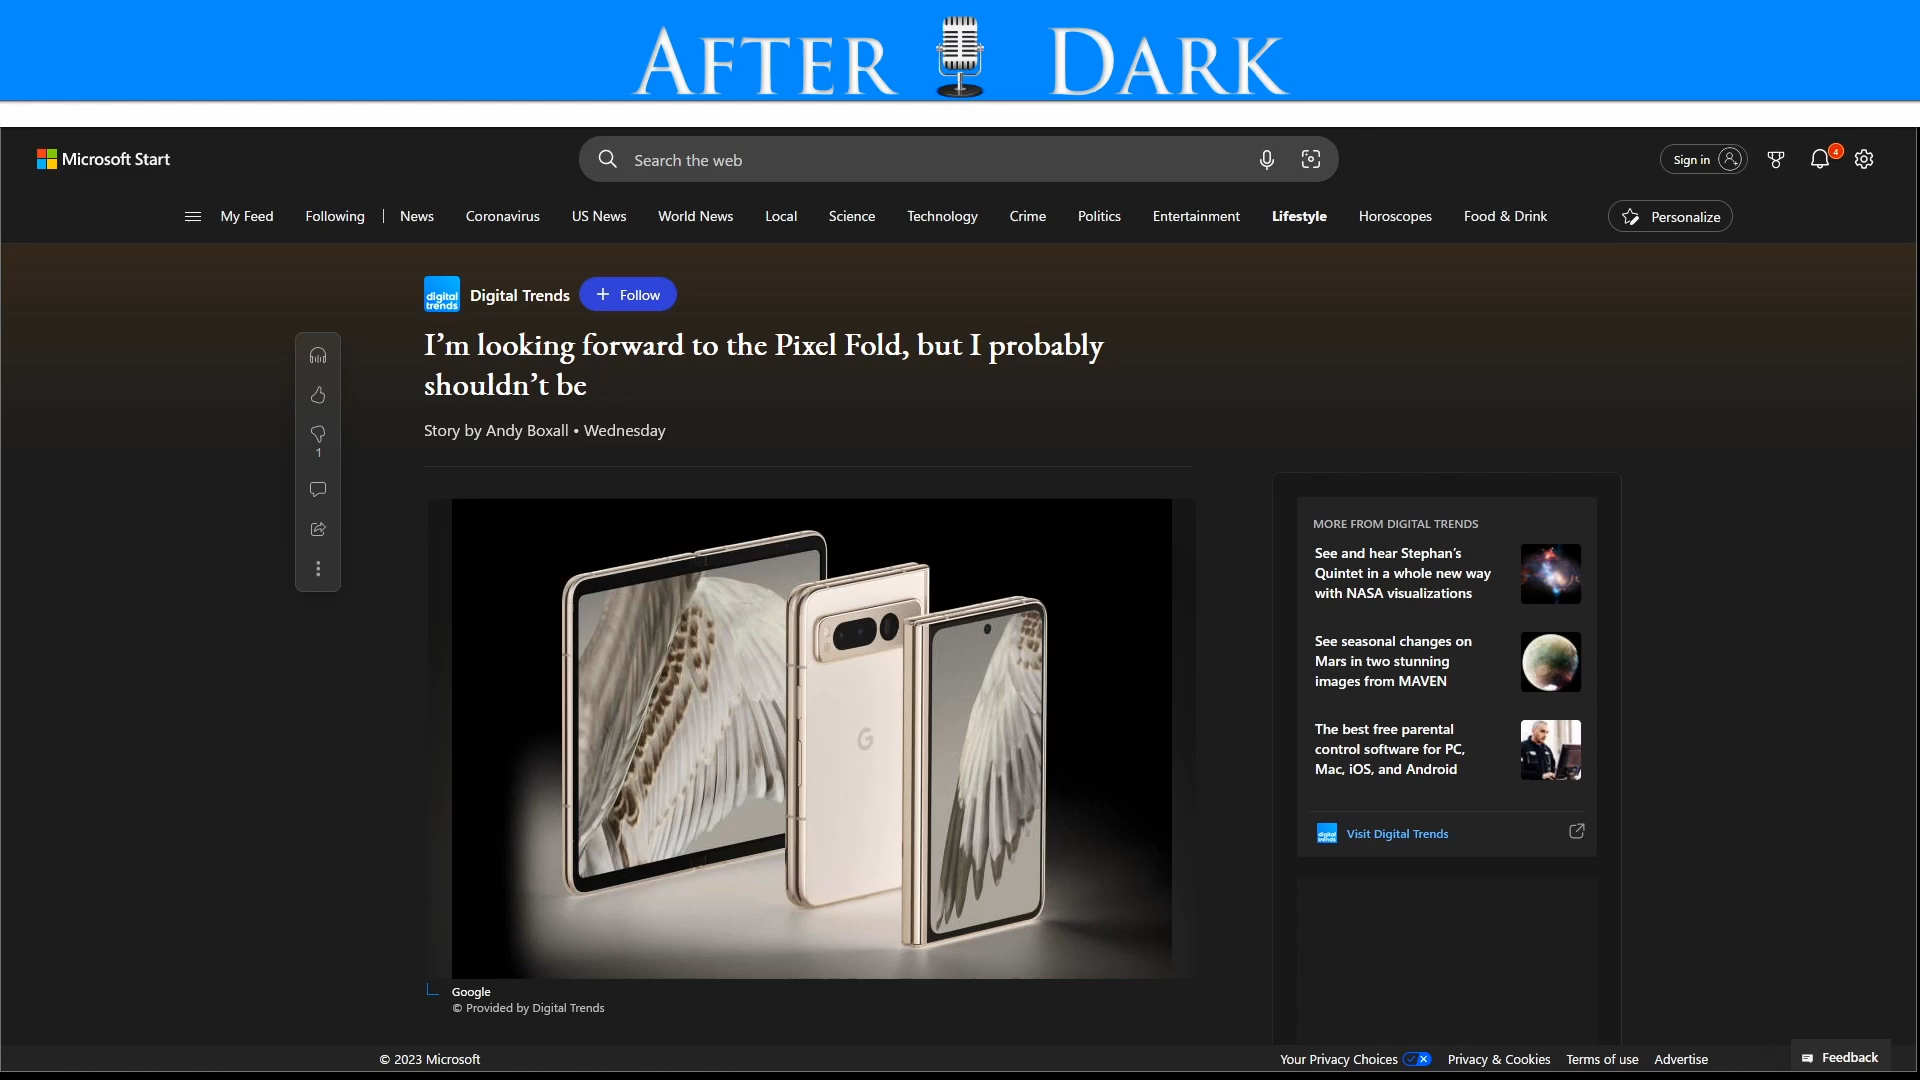 AFTER DARK
Microsoft Start
Search the web
Sign in
4
My Feed
Following
News
Coronavirus
US News
World News
Local
Science
Technology
Crime
Politics
Entertainment
Lifestyle
Horoscopes
Food & Drink
Personalize
digital
trends
Digital Trends
Follow
I’m looking forward to the Pixel Fold, but I probably
shouldn’t be
Story by Andy Boxall • Wednesday
1
G
Google
© Provided by Digital Trends
MORE FROM DIGITAL TRENDS
See and hear Stephan’s
Quintet in a whole new way
with NASA visualizations
See seasonal changes on
Mars in two stunning
images from MAVEN
The best free parental
control software for PC,
Mac, iOS, and Android
digital
trends
Visit Digital Trends
© 2023 Microsoft
Your Privacy Choices
Privacy & Cookies
Terms of use
Advertise
Feedback